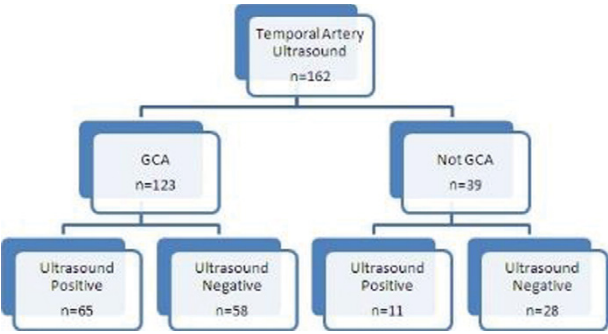 Temporal Artery
Ultrasound
n=162
GCA
n=123
Not GCA
n=39
Ultrasound
Positive
n=65
Ultrasound
Negative
n=58
Ultrasound
Positive
n=11
Ultrasound
Negative
n=28